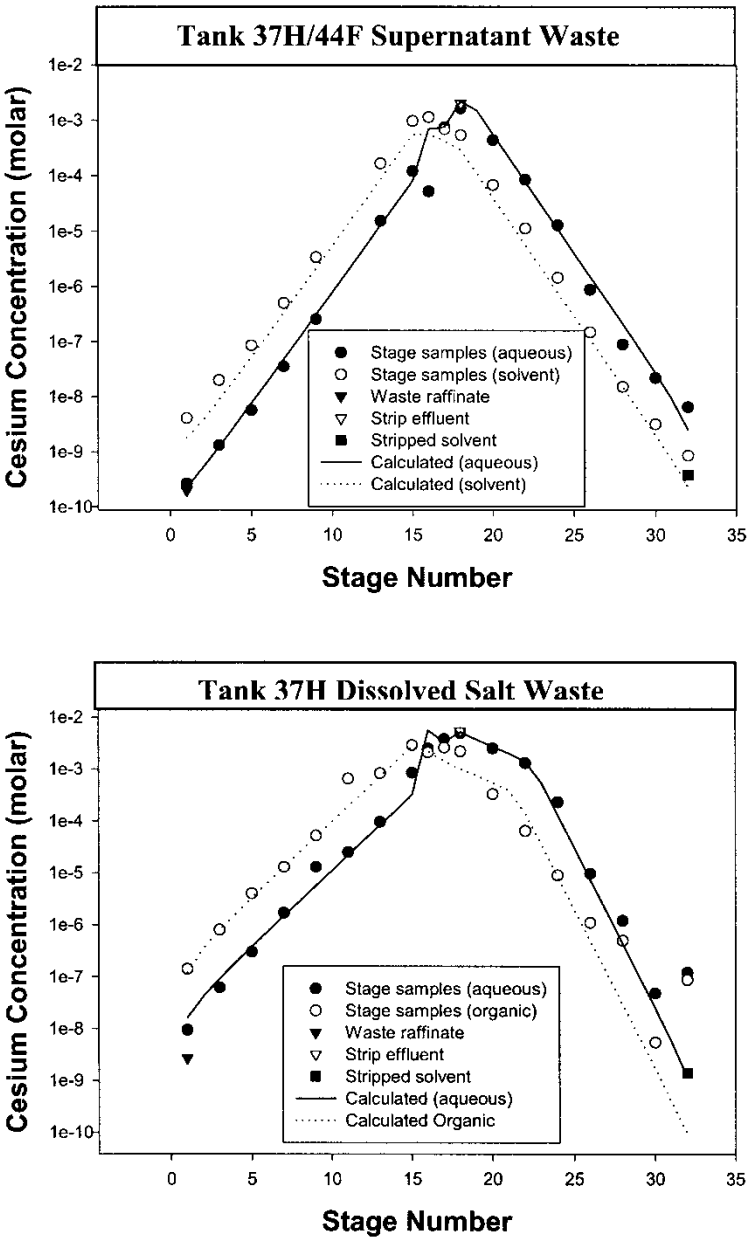 Tank 37H/44F Supernatant Waste
Cesium Concentration (molar)
1e-2
1e-3
1e-4
1e-5
1e-6
1e-7
1e-8
1e-9
1e-10
Stage samples (aqueous)
Stage samples (solvent)
Waste raffinate
Strip effluent
Stripped solvent
Calculated (aqueous)
Calculated (solvent)
0 5 10 15 20 25 30 35
Stage Number
Tank 37H Dissolved Salt Waste
Cesium Concentration (molar)
1e-2
1e-3
1e-4
1e-5
1e-6
1e-7
1e-8
1e-9
1e-10
Stage samples (aqueous)
Stage samples (organic)
Waste raffinate
Strip effluent
Stripped solvent
Calculated (aqueous)
Calculated Organic
0 5 10 15 20 25 30 35
Stage Number